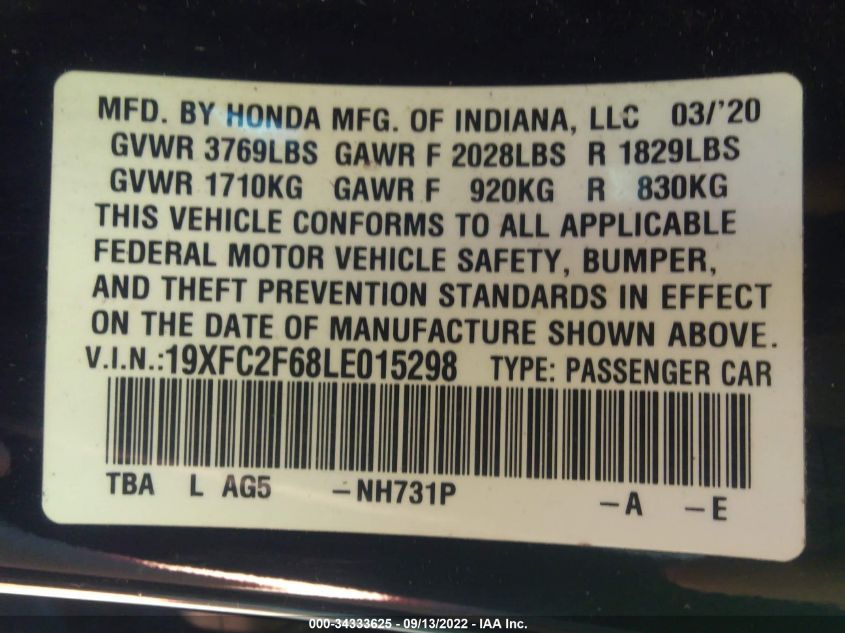 MFD. BY HONDA MFG. OF INDIANA, LLC 03/'20
GVWR 3769LBS GAWR F 2028LBS R 1829LBS
GVWR 1710KG GAWR F 920KG R 830KG
THIS VEHICLE CONFORMS TO ALL APPLICABLE
FEDERAL MOTOR VEHICLE SAFETY, BUMPER,
AND THEFT PREVENTION STANDARDS IN EFFECT
ON THE DATE OF MANUFACTURE SHOWN ABOVE.
V.I.N.:19XFC2F68LE015298 TYPE: PASSENGER CAR
TBA L AG5 –NH731P –A –E
000-34333625 - 09/13/2022 - IAA Inc.